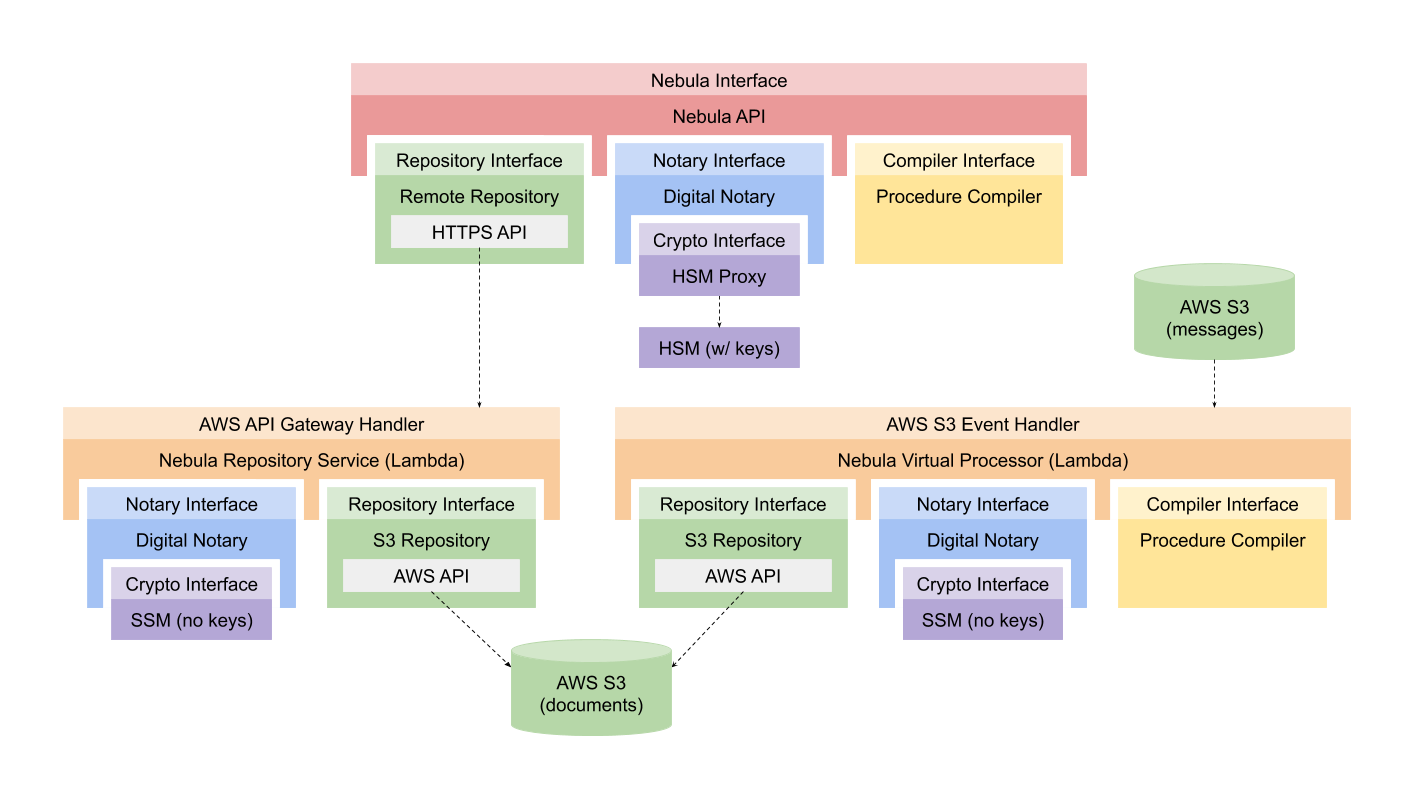 Nebula Interface
Nebula API
Repository Interface
Remote Repository
HTTPS API
Notary Interface
Digital Notary
Crypto Interface
HSM Proxy
HSM (w/ keys)
Compiler Interface
Procedure Compiler
AWS S3
(messages)
AWS API Gateway Handler
Nebula Repository Service (Lambda)
Notary Interface
Digital Notary
Crypto Interface
SSM (no keys)
Repository Interface
S3 Repository
AWS API
AWS S3 Event Handler
Nebula Virtual Processor (Lambda)
Repository Interface
S3 Repository
AWS API
Notary Interface
Digital Notary
Crypto Interface
SSM (no keys)
Compiler Interface
Procedure Compiler
AWS S3
(documents)